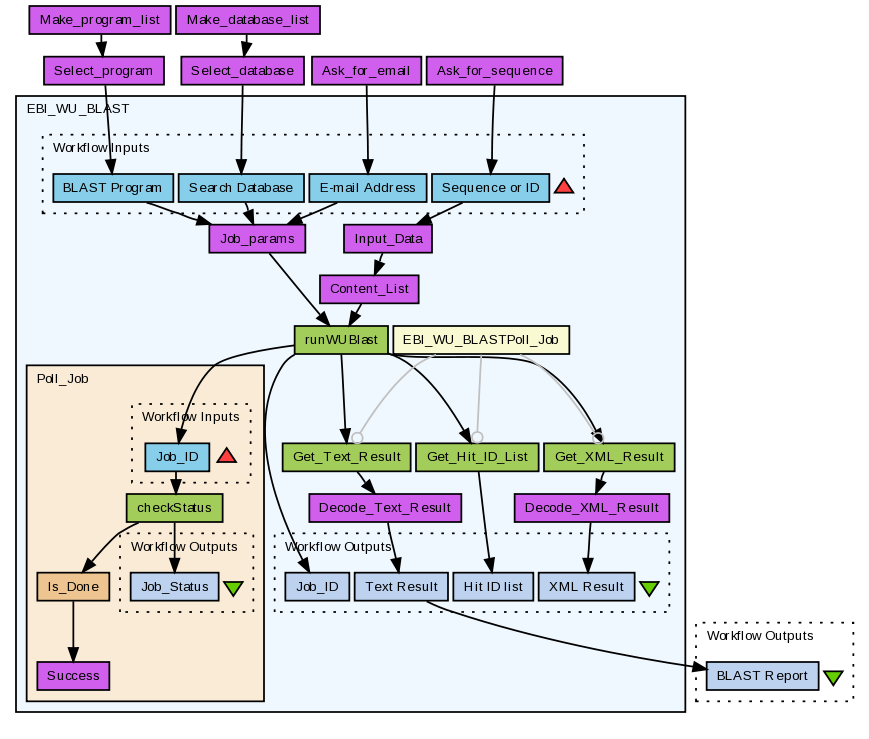 Make_program_list
Make_database_list
Select_program
Select_database
Ask_for_email
Ask_for_sequence
EBI_WU_BLAST
Workflow Inputs
BLAST Program
Search Database
E-mail Address
Sequence or ID
Job_params
Input_Data
Content_List
runWUBlast
EBI_WU_BLASTPoll_Job
Poll_Job
Workflow Inputs
Job_ID
Get_Text_Result
Get_Hit_ID_List
Get_XML_Result
checkStatus
Decode_Text_Result
Decode_XML_Result
Workflow Outputs
Workflow Outputs
Is_Done
Job_Status
Job_ID
Text Result
Hit ID list
XML Result
Workflow Outputs
Success
BLAST Report